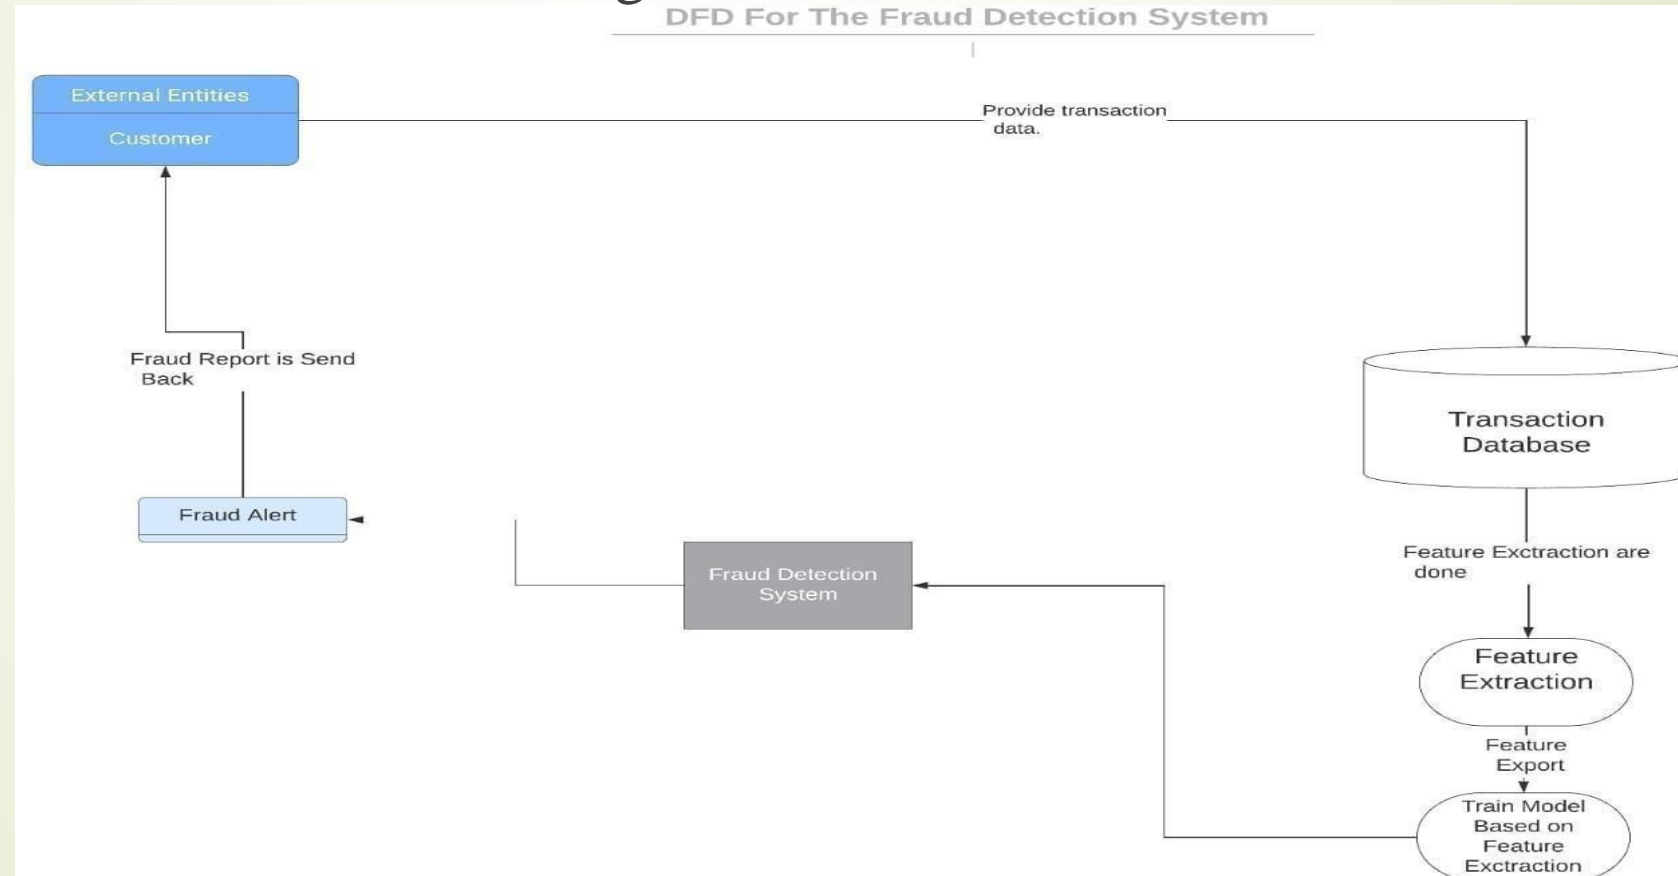 DFD For The Fraud Detection System
External Entities
Customer
Provide transaction
data.
Fraud Report is Send
Back
Transaction
Database
Fraud Alert
Feature Exctraction are
done
Fraud Detection
System
Feature
Extraction
Feature
Export
Train Model
Based on
Feature
Exctraction